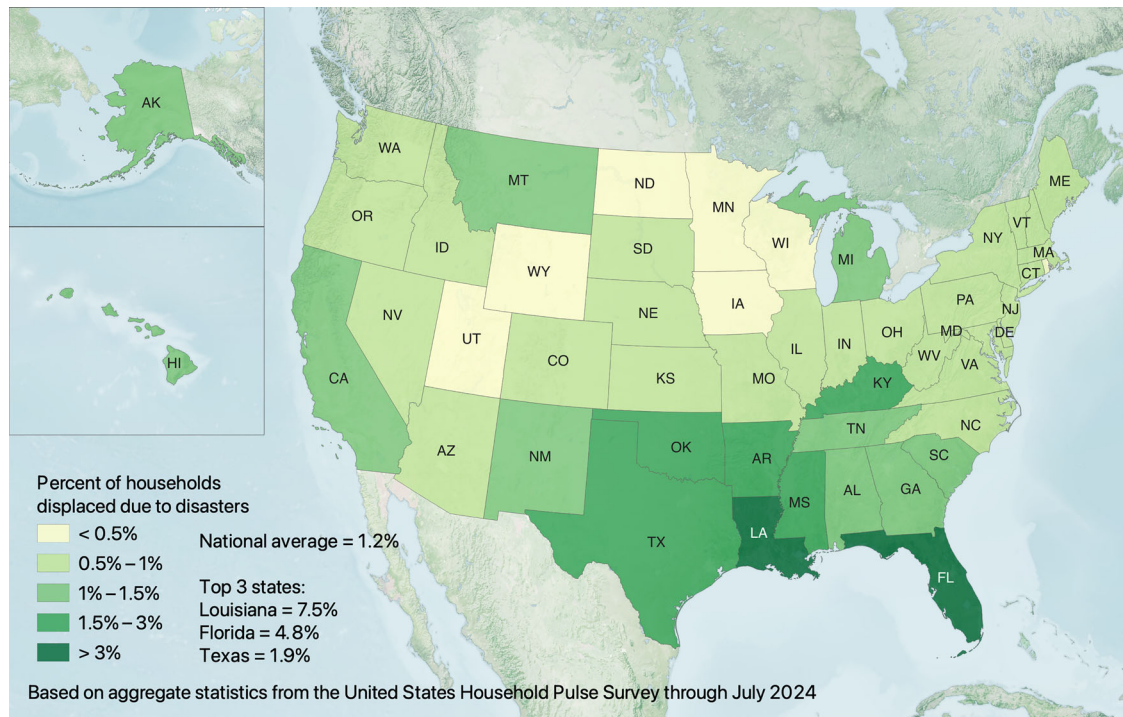 AK
HI
WA
MT
ND
MN
ME
OR
ID
SD
WI
MI
NY
VT
MA
CT
WY
IA
NE
PA
NJ
NV
UT
CO
IL
IN
OH
MD
DE
WV
VA
CA
KS
MO
KY
AZ
NM
OK
AR
TN
NC
SC
MS
AL
GA
TX
LA
FL
Percent of households
displaced due to disasters
< 0.5%
0.5% – 1%
1% – 1.5%
1.5% – 3%
> 3%
National average = 1.2%
Top 3 states:
Louisiana = 7.5%
Florida = 4.8%
Texas = 1.9%
Based on aggregate statistics from the United States Household Pulse Survey through July 2024